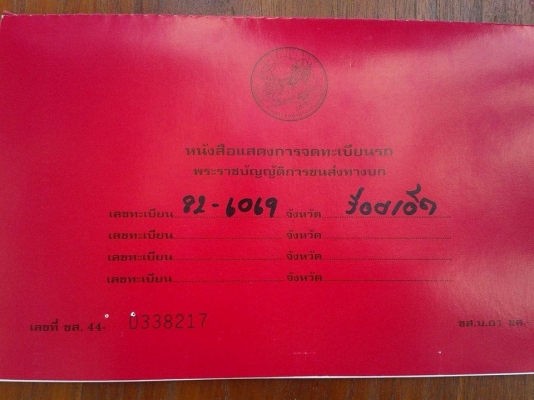 หนังสือแสดงการจดทะเบียนรถ
พระราชบัญญัติการขนส่งทางบก
เลขทะเบียน 82-6069 จังหวัด ร้อยเอ็ด
เลขทะเบียน จังหวัด
เลขทะเบียน จังหวัด
เลขทะเบียน จังหวัด
เลขที่ ขส. 44- 0338217